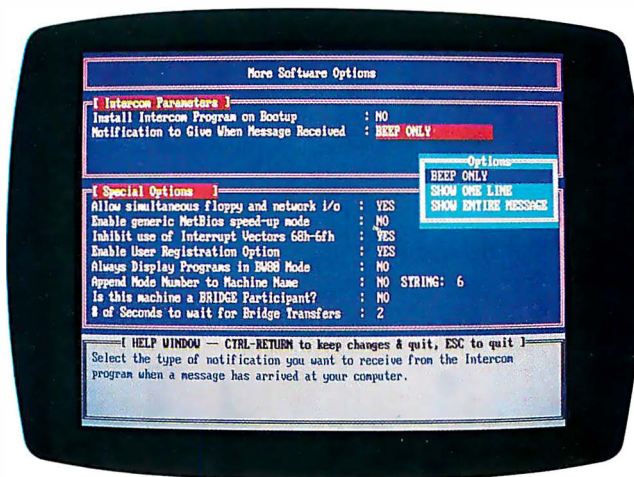 More Software Options
[ Intercom Parameters ]
Install Intercom Program on Bootup : NO
Notification to Give When Message Received : BEEP ONLY
Options
BEEP ONLY
SHOW ONE LINE
SHOW ENTIRE MESSAGE
[ Special Options ]
Allow simultaneous floppy and network i/o : YES
Enable generic NetBios speed-up mode : NO
Inhibit use of Interrupt Vectors 68h-6fh : YES
Enable User Registration Option : YES
Always Display Programs in BW80 Mode : NO
Append Node Number to Machine Name : NO STRING: 6
Is this machine a BRIDGE Participant? : NO
# of Seconds to wait for Bridge Transfers : 2
[ HELP WINDOW — CTRL-RETURN to keep changes & quit, ESC to quit ]
Select the type of notification you want to receive from the Intercom
program when a message has arrived at your computer.